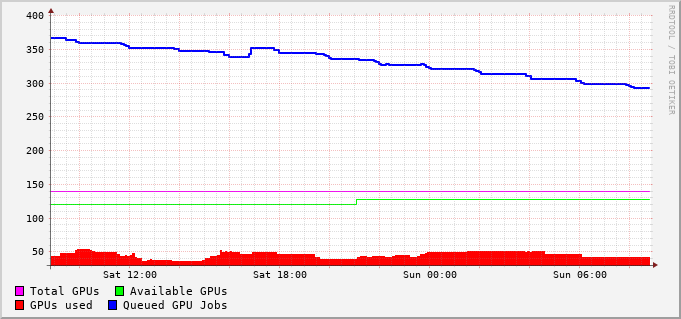 400
350
300
250
200
150
100
50
Sat 12:00 Sat 18:00 Sun 00:00 Sun 06:00
Total GPUs Available GPUs
GPUs used Queued GPU Jobs
RRDTOOL / TOBI OETIKER